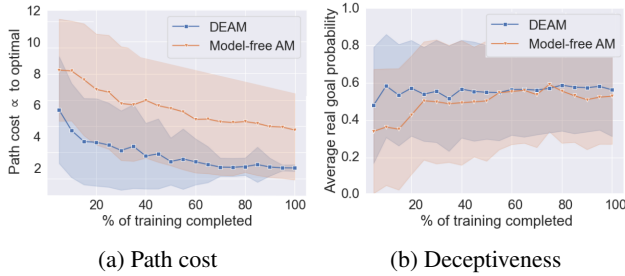 12
10
8
6
4
2
Path cost ∝ to optimal
DEAM
Model-free AM
20
40
60
80
100
% of training completed
(a) Path cost
1.0
0.8
0.6
0.4
0.2
0.0
Average real goal probability
DEAM
Model-free AM
20
40
60
80
100
% of training completed
(b) Deceptiveness